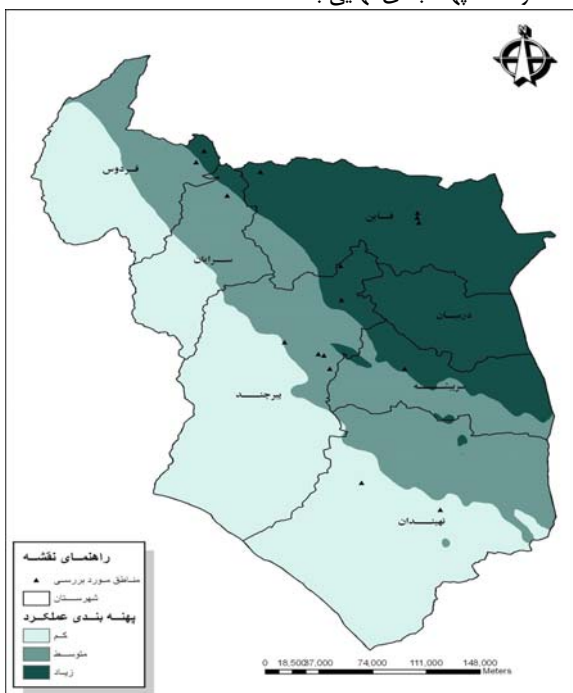 فردوس
قاین
سرایان
درمیان
سربیشه
بیرجند
نهبندان
راهنمای نقشه
مناطق مورد بررسی
شهرستان
پهنه بندی عملکرد
کم
متوسط
زیاد
0 18,500 37,000 74,000 111,000 148,000
Meters